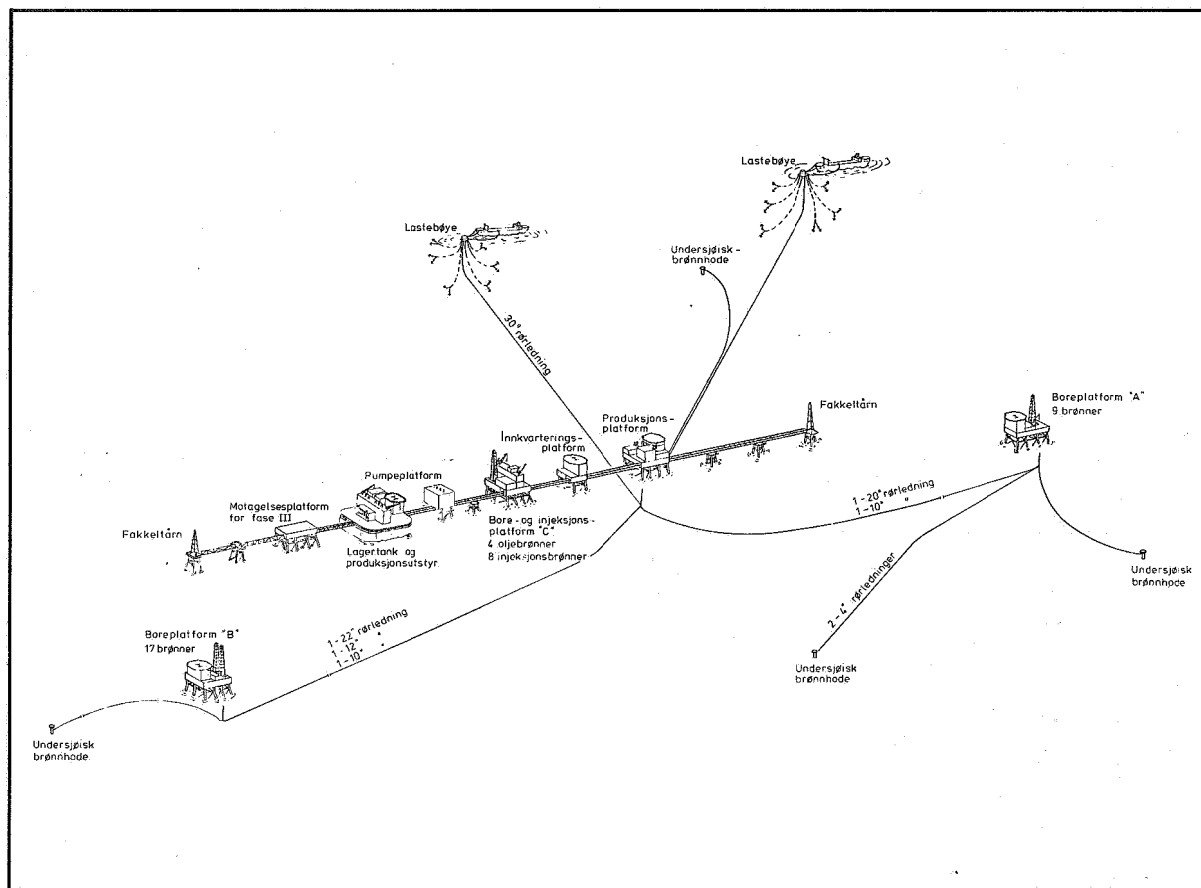 Lastebøye
Lastebøye
Undersjøisk-
brønnhode
30" rørledning
Boreplatform "A"
9 brønner
Fakkeltårn
Produksjons-
platform
Innkvarterings-
platform
Pumpeplatform
Motagelsesplatform
for fase III
Fakkeltårn
Lagertank og
produksjonsutstyr.
Bore- og injeksjons-
platform "C"
4 oljebrønner
8 injeksjonsbrønner
1-20" rørledning
1-10" "
Undersjøisk
brønnhode
2-4" rørledninger
Undersjøisk
brønnhode
Boreplatform "B"
17 brønner
1-22" rørledning
1-12" "
1-10" "
Undersjøisk
brønnhode.